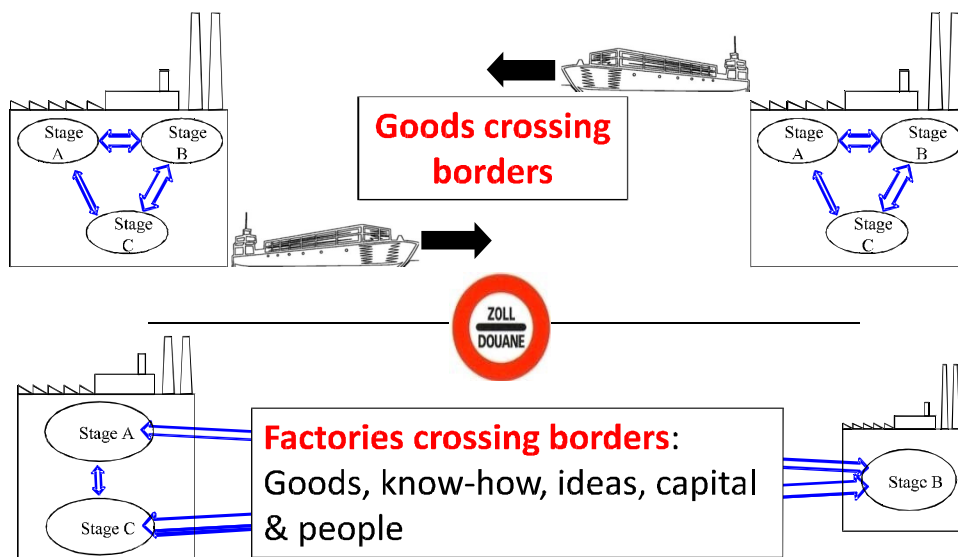 Stage
A
Stage
B
Stage
C
Goods crossing
borders
Stage
A
Stage
B
Stage
C
ZOLL
DOUANE
Stage A
Stage C
Factories crossing borders:
Goods, know-how, ideas, capital
& people
Stage B